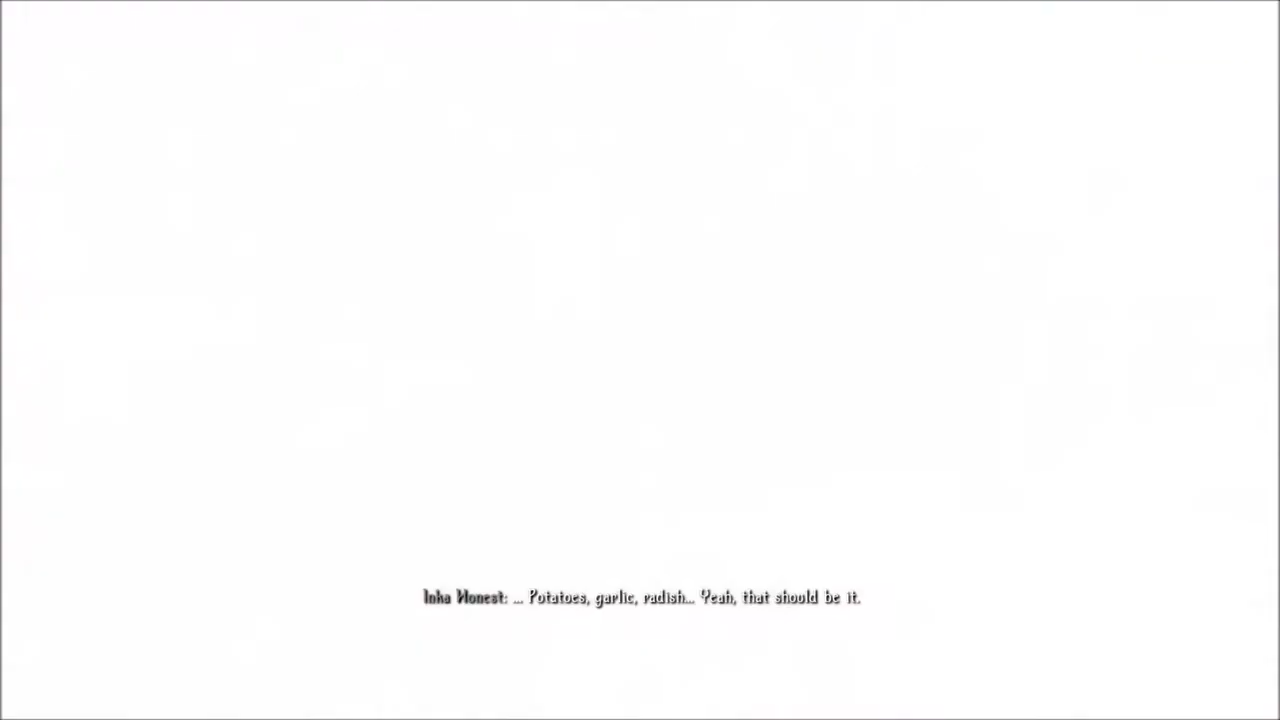 Inka Honest: ... Potatoes, garlic, radish... Yeah, that should be it.